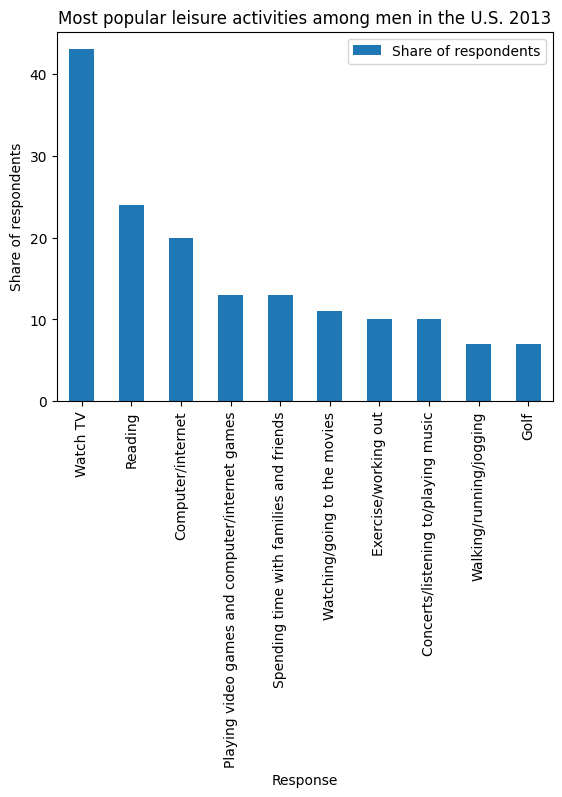 Most popular leisure activities among men in the U.S. 2013
Share of respondents
Share of respondents
40
30
20
10
0
Watch TV
Reading
Computer/internet
Playing video games and computer/internet games
Spending time with families and friends
Watching/going to the movies
Exercise/working out
Concerts/listening to/playing music
Walking/running/jogging
Golf
Response